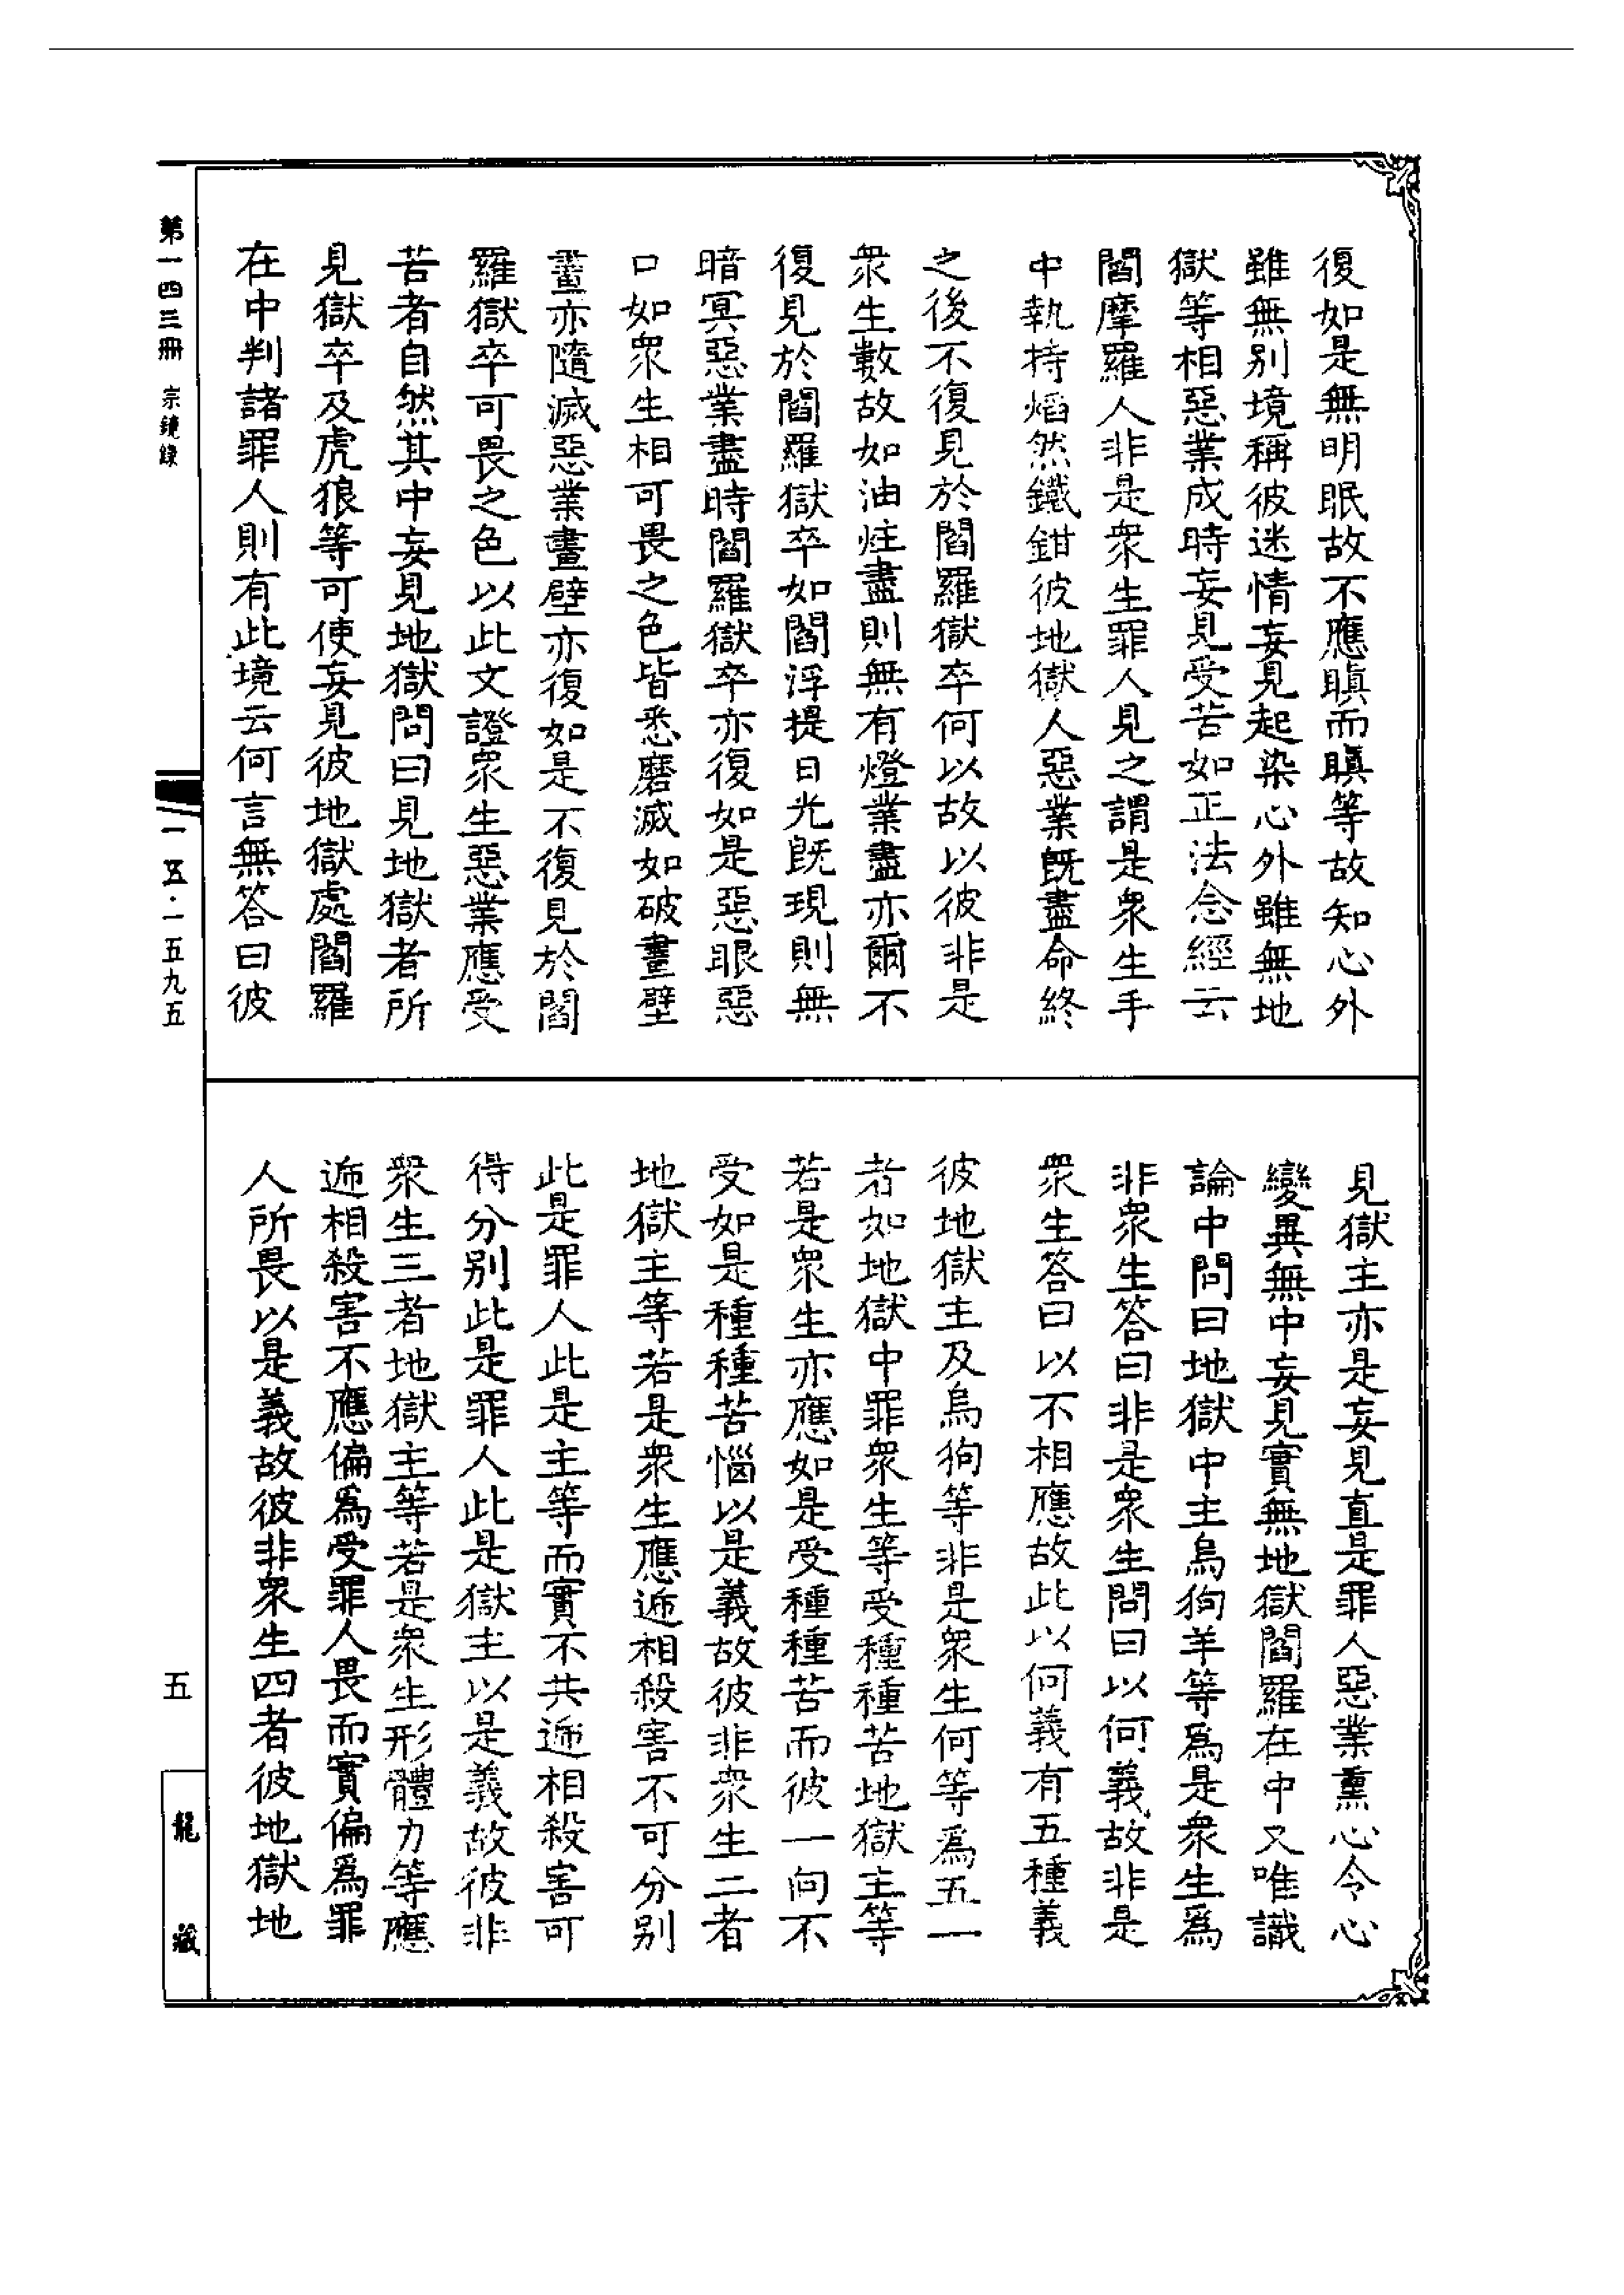 復如是無明眠故不應瞋而瞋等故知心外
雖無別境稱彼迷情妄見起染心外雖無地
獄等相惡業成時妄見受苦如正法念經云
閻摩羅人非是衆生罪人見之謂是衆生手
中執持熖然鐵鉗彼地獄人惡業旣盡命終
之後不復見於閻羅獄卒何以故以彼非是
衆生數故如油炷盡則無有燈業盡亦爾不
復見於閻羅獄卒如閻浮提日光旣現則無
暗冥惡業盡時閻羅獄卒亦復如是惡眼惡
口如衆生相可畏之色皆悉磨滅如破畫壁
畫亦隨滅惡業畫壁亦復如是不復見於閻
羅獄卒可畏之色以此文證衆生惡業應受
苦者自然其中妄見地獄問曰見地獄者所
見獄卒及虎狼等可使妄見彼地獄處閻羅
在中判諸罪人則有此境云何言無答曰彼
見獄主亦是妄見直是罪人惡業熏心令心
變異無中妄見實無地獄閻羅在中又唯識
論中問曰地獄中主烏狗羊等爲是衆生爲
非衆生答曰非是衆生問曰以何義故非是
衆生答曰以不相應故此以何義有五種義
彼地獄主及烏狗等非是衆生何等爲五一
者如地獄中罪衆生等受種種苦地獄主等
若是衆生亦應如是受種種苦而彼一向不
受如是種種苦惱以是義故彼非衆生二者
地獄主等若是衆生應遞相殺害不可分別
此是罪人此是主等而實不共遞相殺害可
得分別此是罪人此是獄主以是義故彼非
衆生三者地獄主等若是衆生形體力等應
遞相殺害不應偏爲受罪人畏而實偏爲罪
人所畏以是義故彼非衆生四者彼地獄地
第一四三冊 宗鏡錄
一五·一五九五
五
龍藏